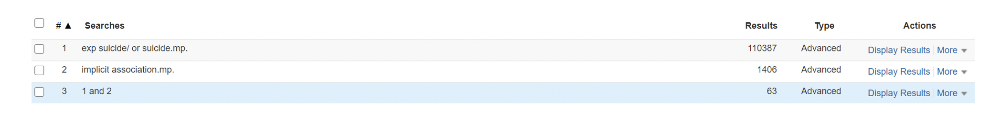 # ▲ Searches Results Type Actions
1 exp suicide/ or suicide.mp. 110387 Advanced Display Results More ▼
2 implicit association.mp. 1406 Advanced Display Results More ▼
3 1 and 2 63 Advanced Display Results More ▼